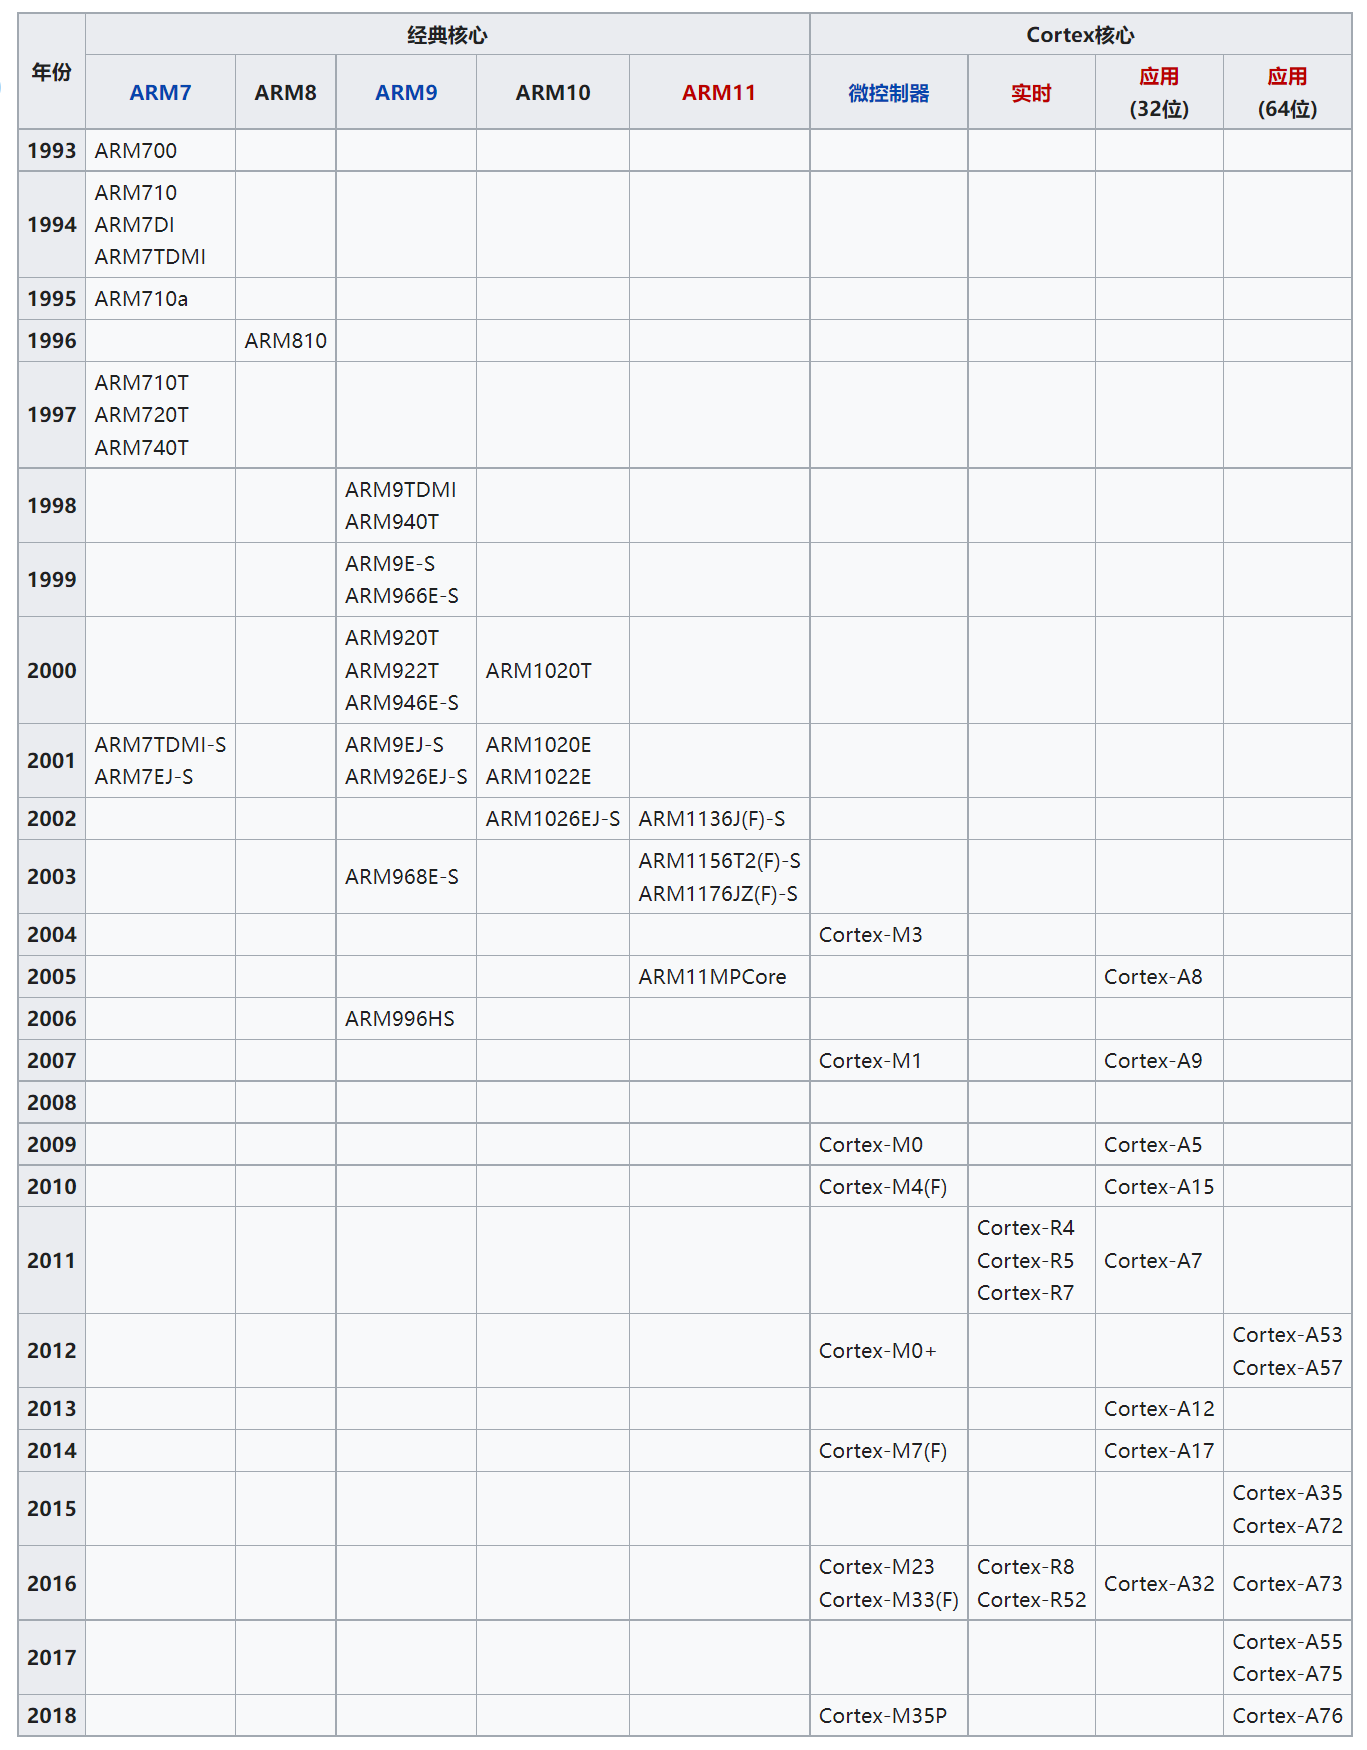 年份 经典核心 Cortex核心
ARM7 ARM8 ARM9 ARM10 ARM11 微控制器 实时 应用 应用
(32位) (64位)
1993 ARM700
ARM710
1994 ARM7DI
ARM7TDMI
1995 ARM710a
1996 ARM810
ARM710T
1997 ARM720T
ARM740T
1998 ARM9TDMI
ARM940T
1999 ARM9E-S
ARM966E-S
ARM920T
2000 ARM922T ARM1020T
ARM946E-S
2001 ARM7TDMI-S ARM9EJ-S ARM1020E
ARM7EJ-S ARM926EJ-S ARM1022E
2002 ARM1026EJ-S ARM1136J(F)-S
2003 ARM968E-S ARM1156T2(F)-S
ARM1176JZ(F)-S
2004 Cortex-M3
2005 ARM11MPCore Cortex-A8
2006 ARM996HS
2007 Cortex-M1 Cortex-A9
2008
2009 Cortex-M0 Cortex-A5
2010 Cortex-M4(F) Cortex-A15
Cortex-R4
2011 Cortex-R5 Cortex-A7
Cortex-R7
2012 Cortex-M0+ Cortex-A53
Cortex-A57
2013 Cortex-A12
2014 Cortex-M7(F) Cortex-A17
2015 Cortex-A35
Cortex-A72
2016 Cortex-M23 Cortex-R8 Cortex-A32 Cortex-A73
Cortex-M33(F) Cortex-R52
2017 Cortex-A55
Cortex-A75
2018 Cortex-M35P Cortex-A76